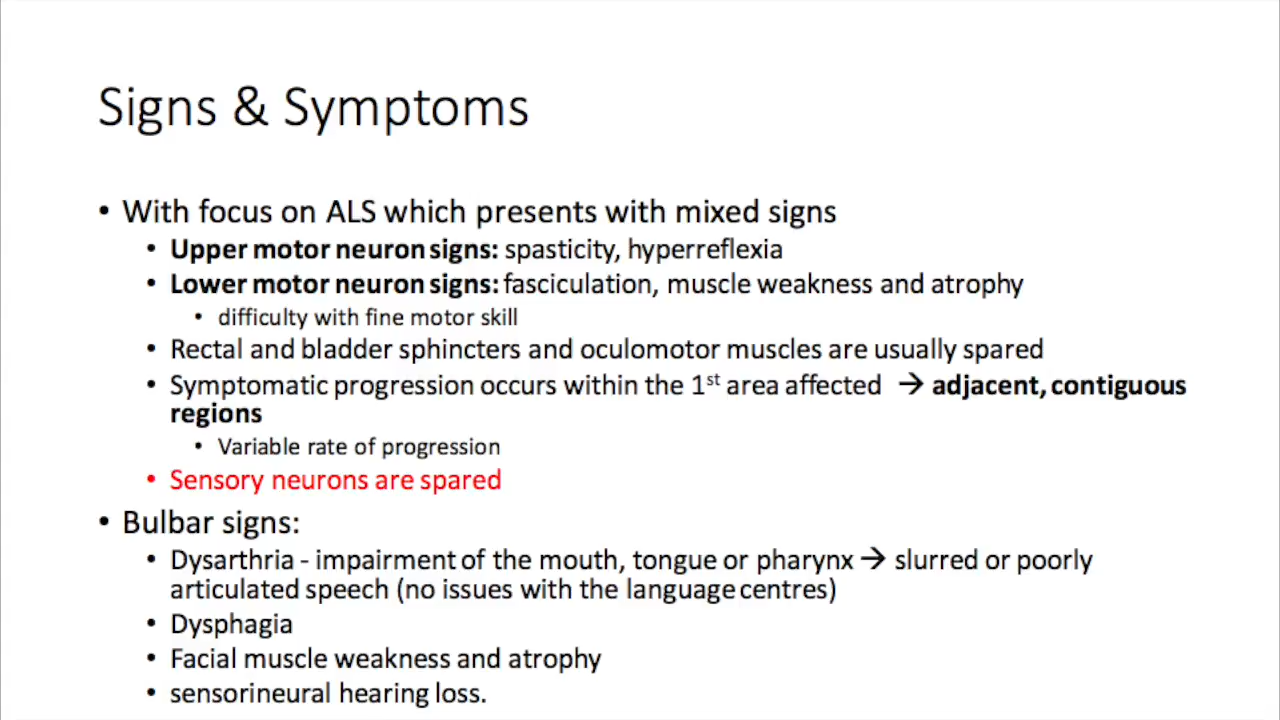 Signs & Symptoms
• With focus on ALS which presents with mixed signs
• Upper motor neuron signs: spasticity, hyperreflexia
• Lower motor neuron signs: fasciculation, muscle weakness and atrophy
• difficulty with fine motor skill
• Rectal and bladder sphincters and oculomotor muscles are usually spared
• Symptomatic progression occurs within the 1st area affected → adjacent, contiguous
regions
• Variable rate of progression
• Sensory neurons are spared
• Bulbar signs:
• Dysarthria - impairment of the mouth, tongue or pharynx → slurred or poorly
articulated speech (no issues with the language centres)
• Dysphagia
• Facial muscle weakness and atrophy
• sensorineural hearing loss.